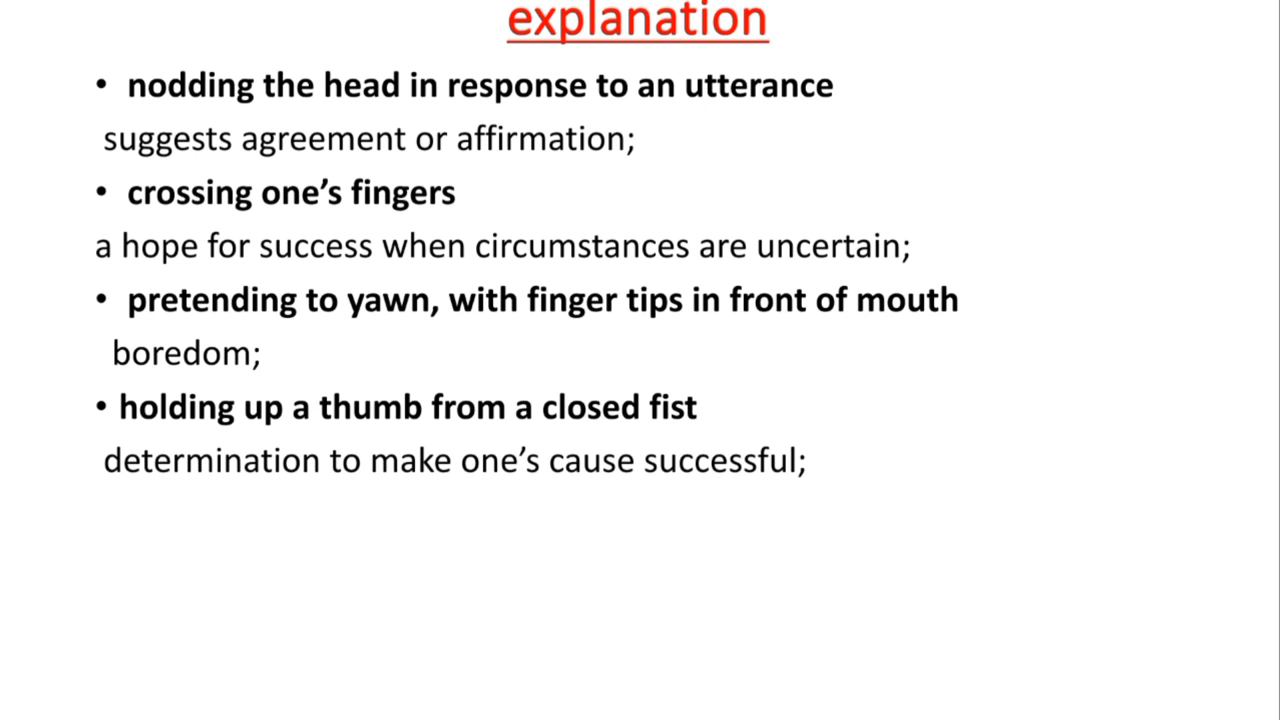 explanation
• nodding the head in response to an utterance
suggests agreement or affirmation;
• crossing one’s fingers
a hope for success when circumstances are uncertain;
• pretending to yawn, with finger tips in front of mouth
boredom;
• holding up a thumb from a closed fist
determination to make one’s cause successful;